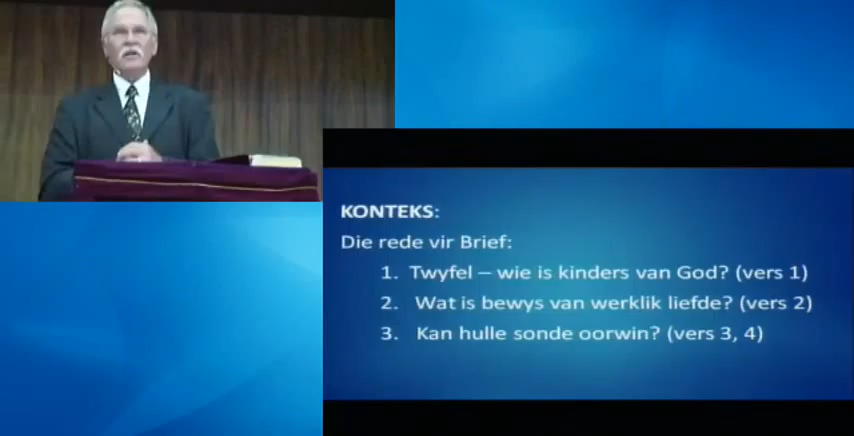 KONTEKS:
Die rede vir Brief:
1. Twyfel – wie is kinders van God? (vers 1)
2. Wat is bewys van werklik liefde? (vers 2)
3. Kan hulle sonde oorwin? (vers 3, 4)